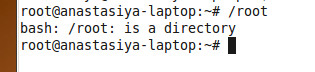 root@anastasiya-laptop:~# /root
bash: /root: is a directory
root@anastasiya-laptop:~#